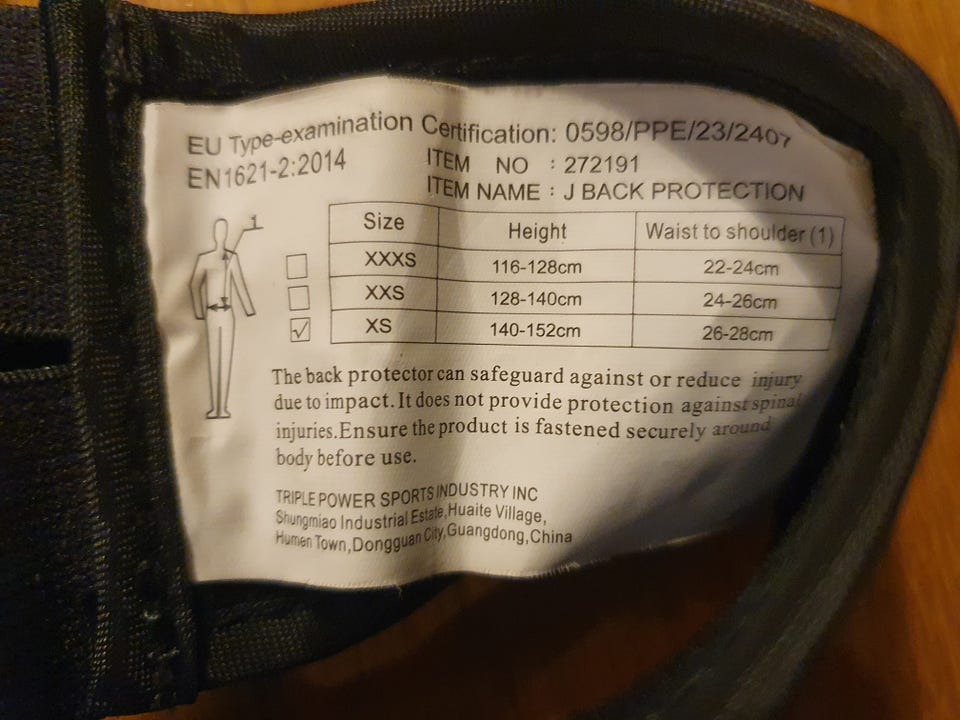 EU Type-examination Certification: 0598/PPE/23/2407
EN1621-2:2014
ITEM NO : 272191
ITEM NAME : J BACK PROTECTION
1
Size Height Waist to shoulder (1)
XXXS 116-128cm 22-24cm
XXS 128-140cm 24-26cm
✓ XS 140-152cm 26-28cm
The back protector can safeguard against or reduce injury
due to impact.It does not provide protection against spinal
injuries.Ensure the product is fastened securely around
body before use.
TRIPLE POWER SPORTS INDUSTRY INC
Shungmiao Industrial Estate,Huaite Village,
Humen Town,Dongguan City,Guangdong,China